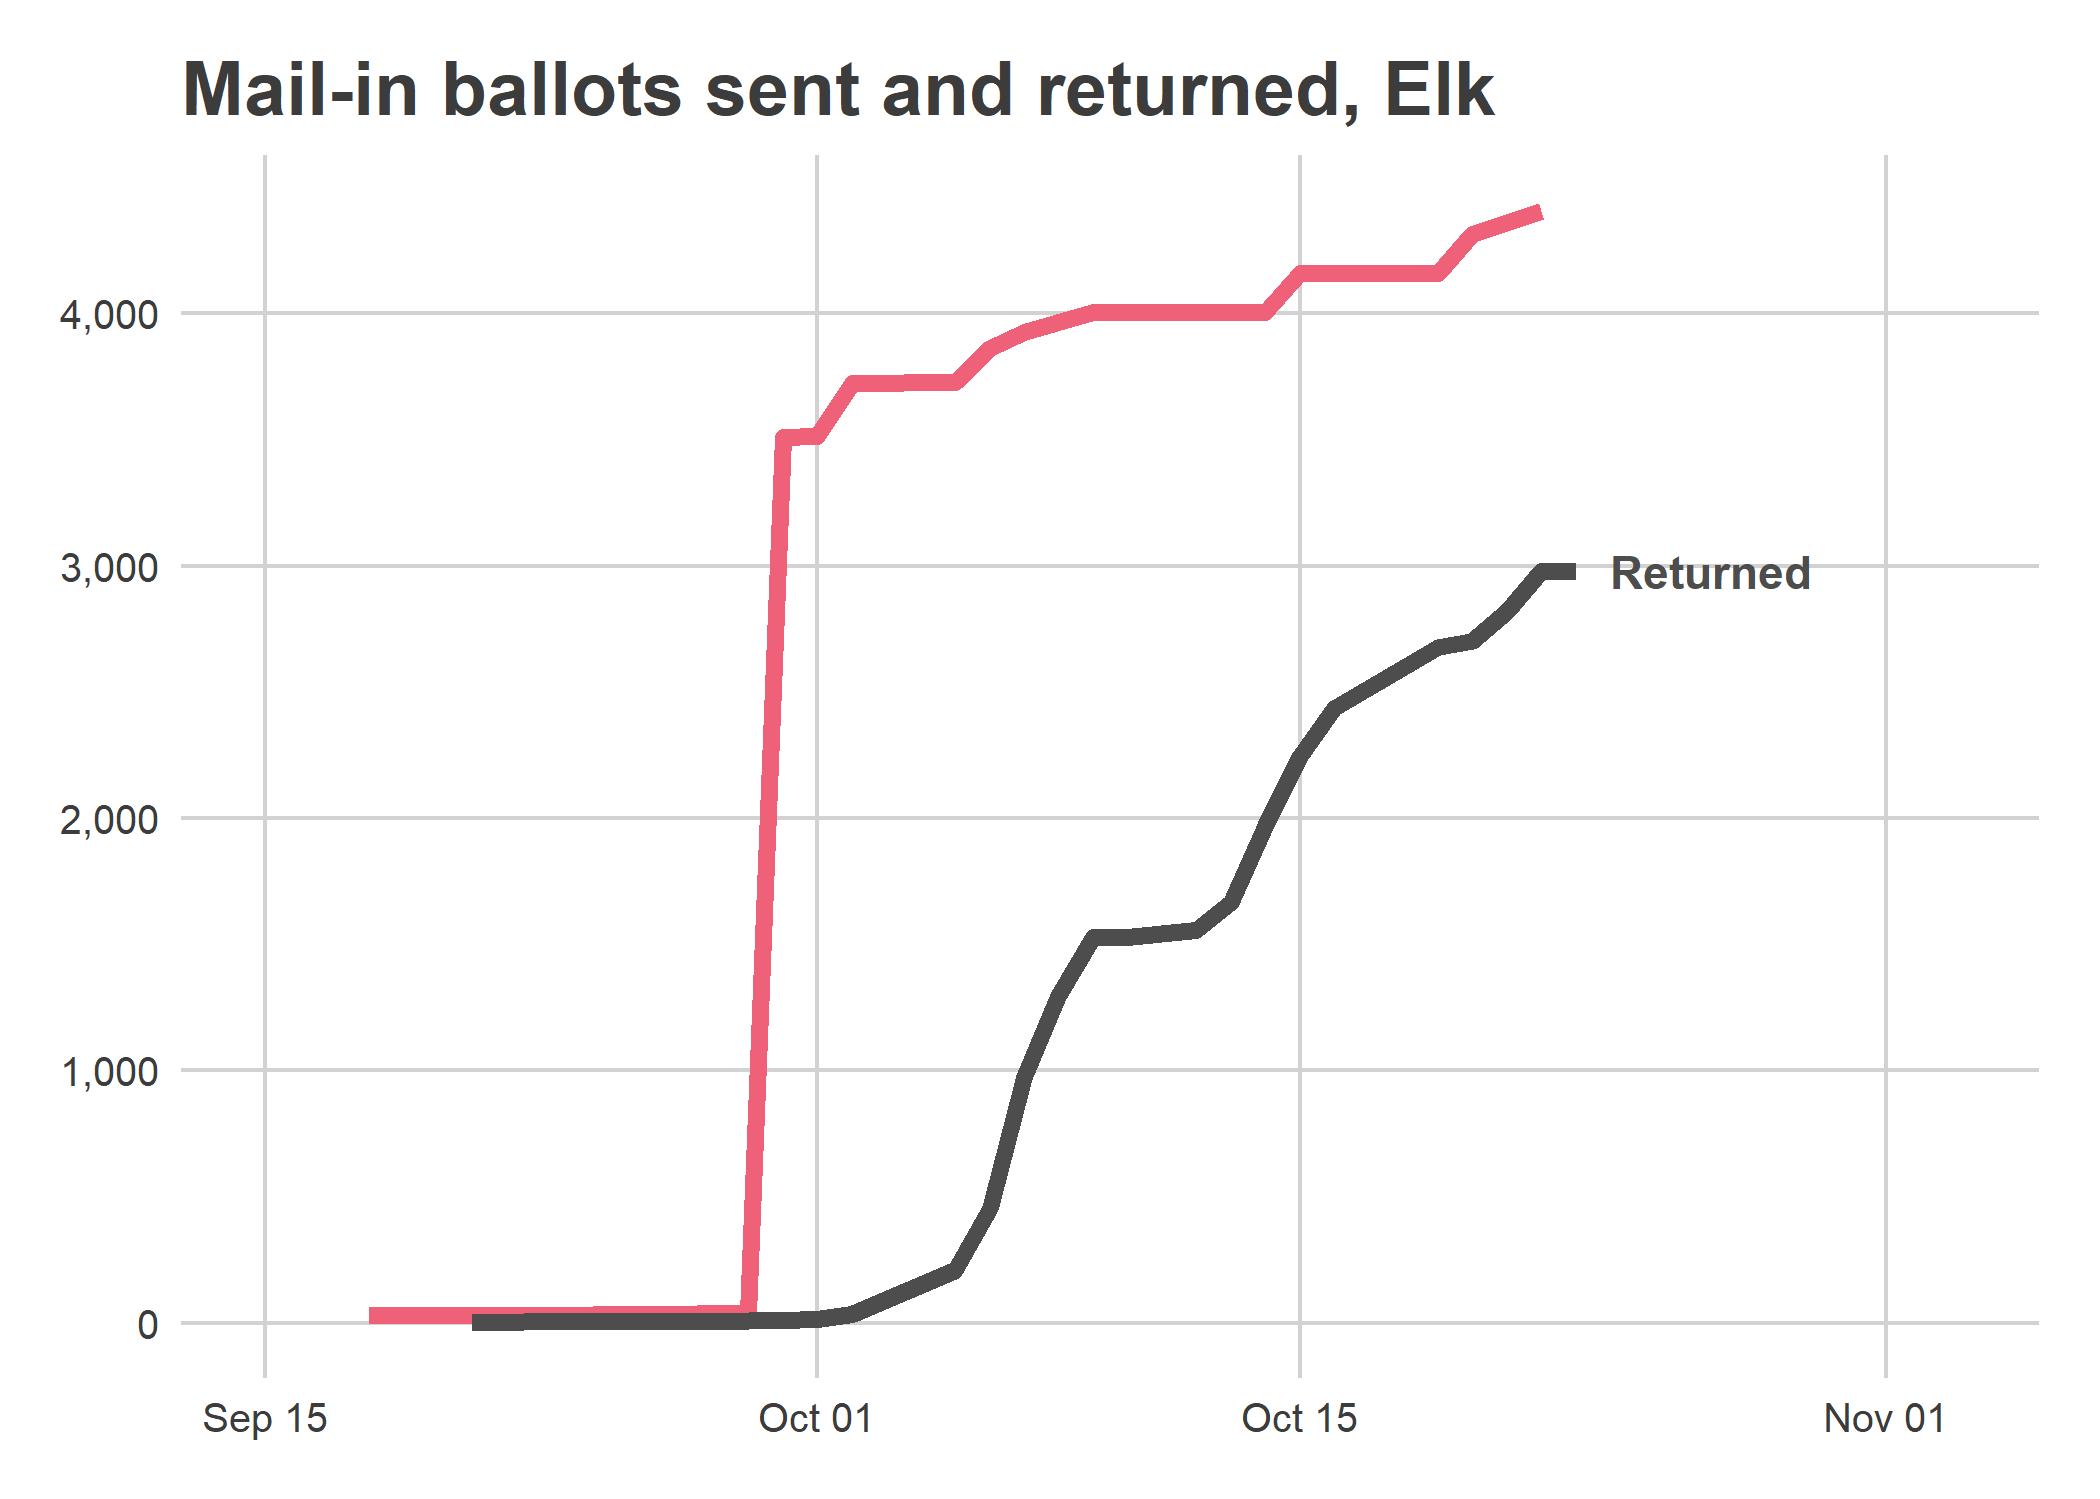 Mail-in ballots sent and returned, Elk
4,000
3,000
Returned
2,000
1,000
0
Sep 15
Oct 01
Oct 15
Nov 01